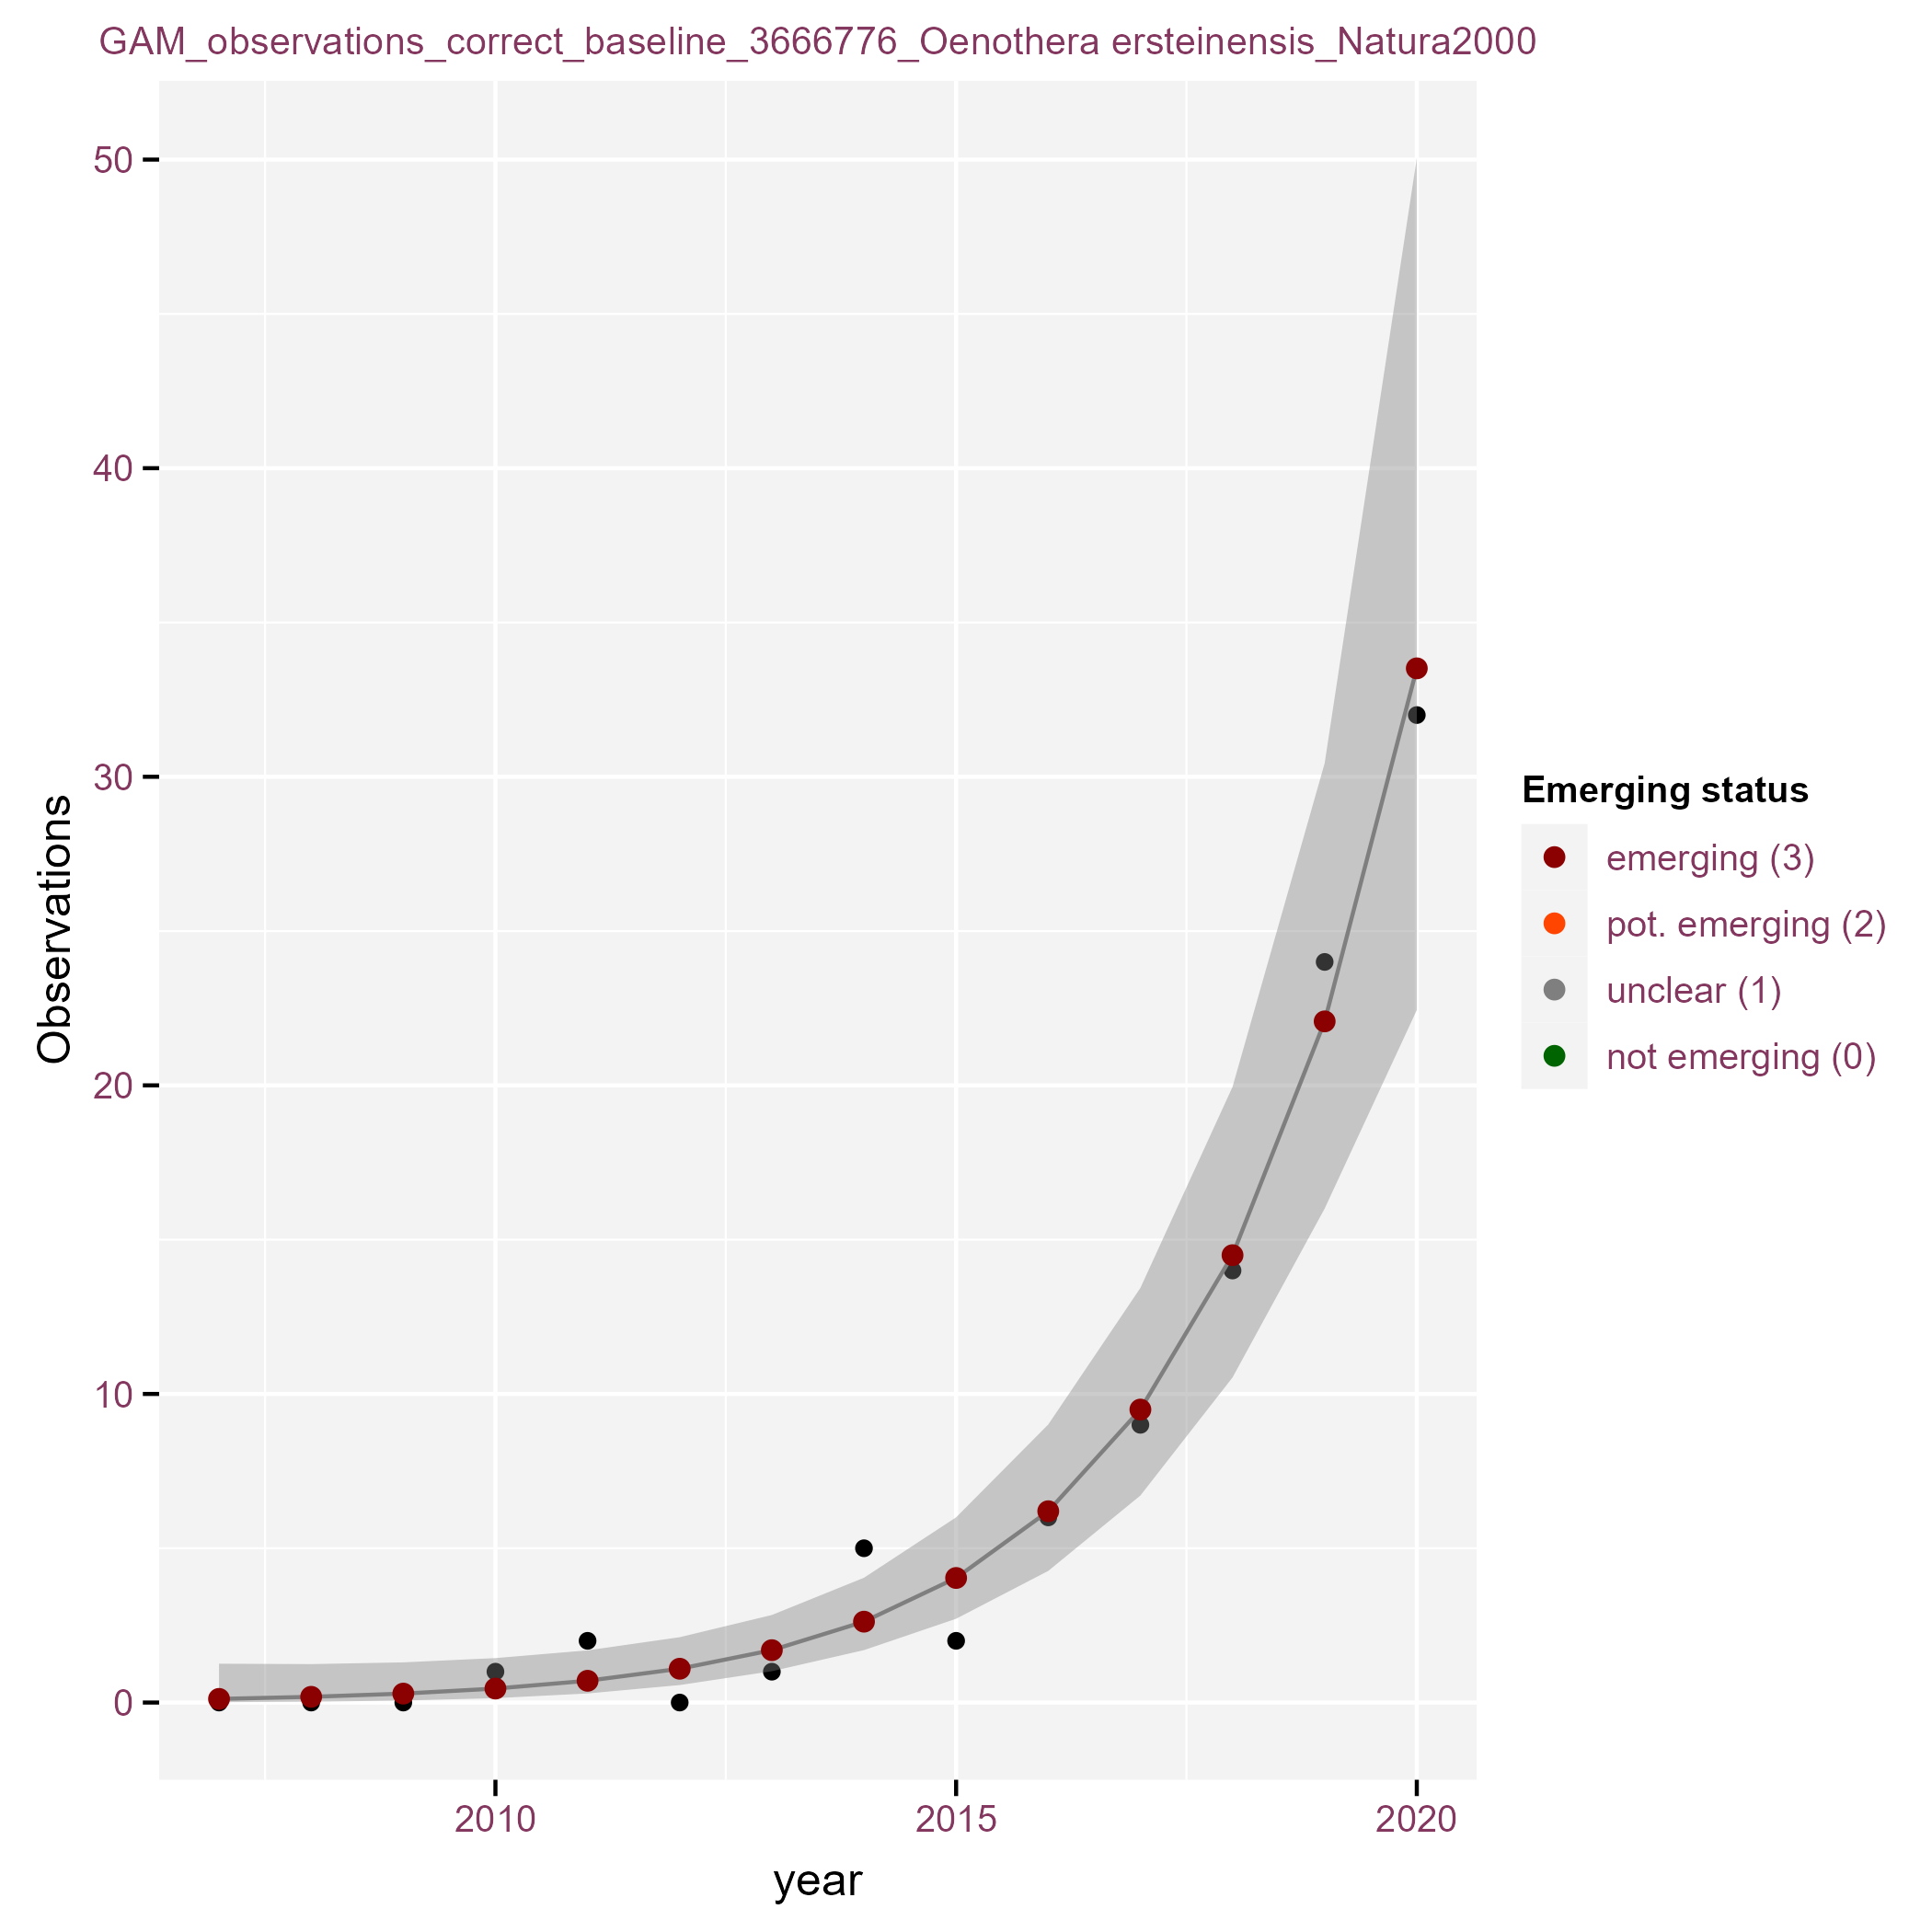 GAM_observations_correct_baseline_3666776_Oenothera ersteinensis_Natura2000
50
40
30
20
10
0
Observations
2010
2015
2020
year
Emerging status
emerging (3)
pot. emerging (2)
unclear (1)
not emerging (0)